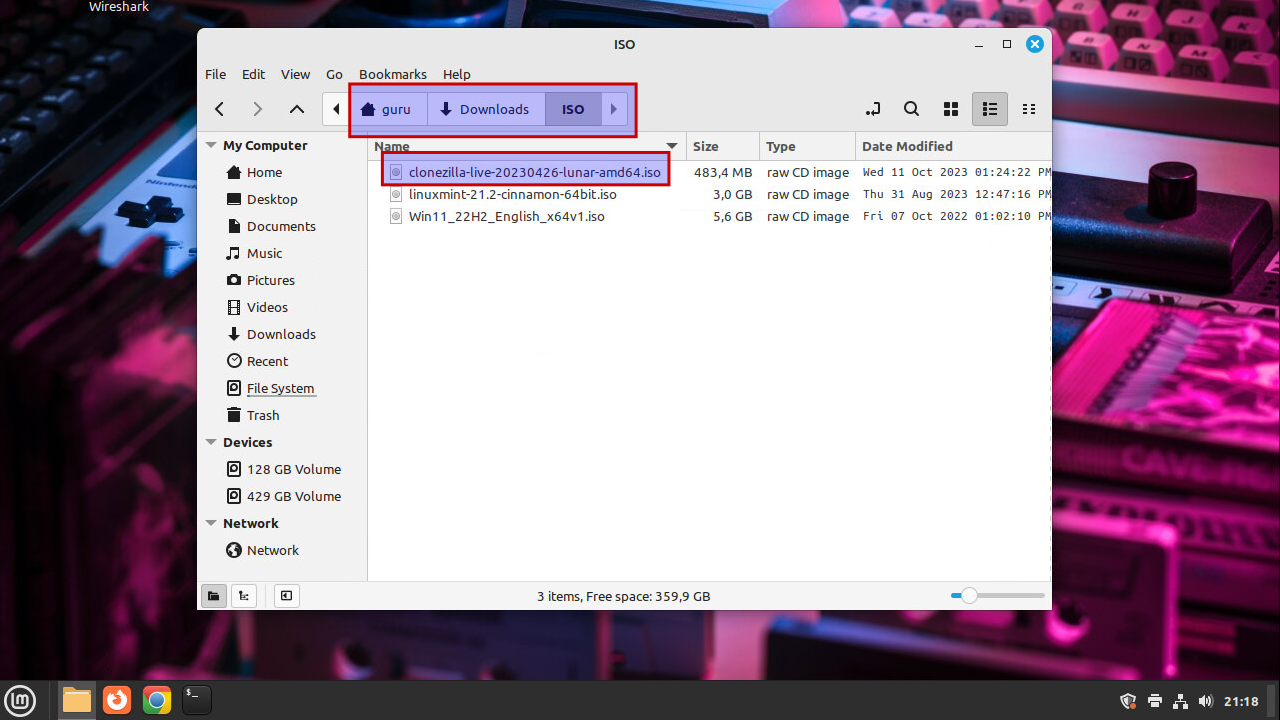 Wireshark
ISO
File Edit View Go Bookmarks Help
guru Downloads ISO
Name Size Type Date Modified
clonezilla-live-20230426-lunar-amd64.iso 483,4 MB raw CD image Wed 11 Oct 2023 01:24:22 PM
linuxmint-21.2-cinnamon-64bit.iso 3,0 GB raw CD image Thu 31 Aug 2023 12:47:16 PM
Win11_22H2_English_x64v1.iso 5,6 GB raw CD image Fri 07 Oct 2022 01:02:10 PM
My Computer
Home
Desktop
Documents
Music
Pictures
Videos
Downloads
Recent
File System
Trash
Devices
128 GB Volume
429 GB Volume
Network
Network
3 items, Free space: 359,9 GB
21:18